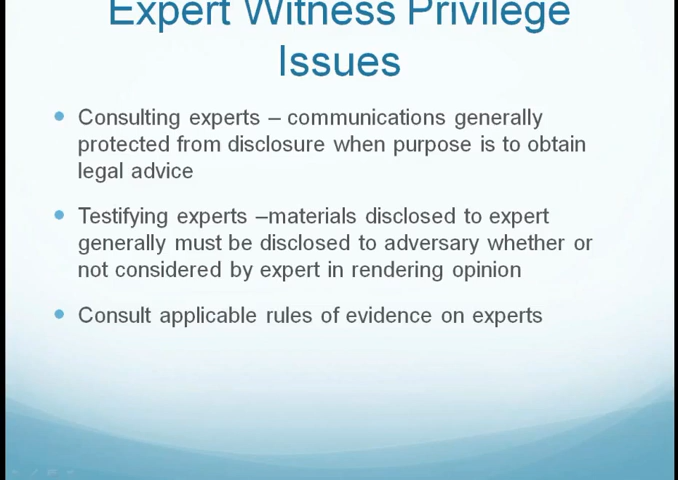 Expert Witness Privilege
Issues
Consulting experts – communications generally
protected from disclosure when purpose is to obtain
legal advice
Testifying experts –materials disclosed to expert
generally must be disclosed to adversary whether or
not considered by expert in rendering opinion
Consult applicable rules of evidence on experts